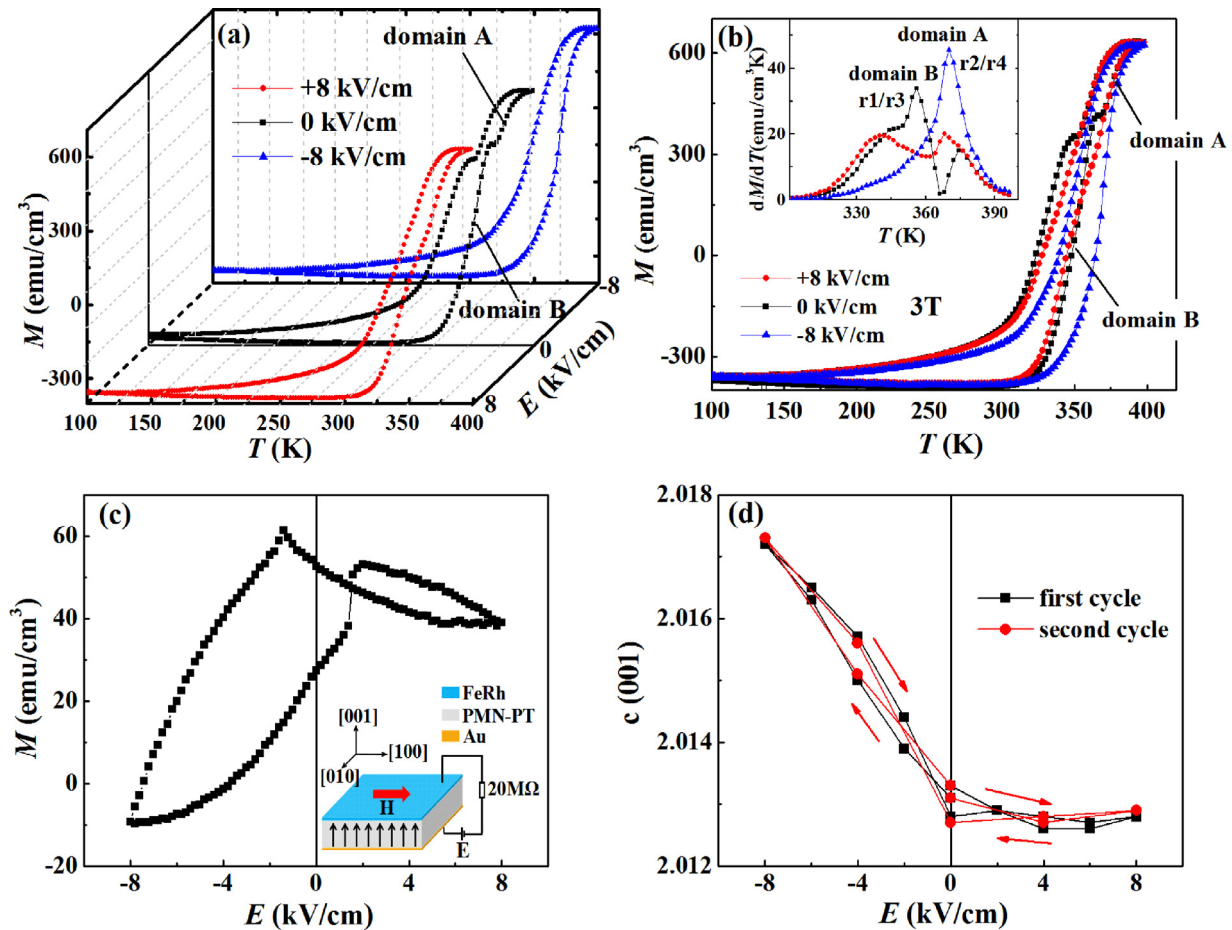 (a)
domain A
+8 kV/cm
0 kV/cm
-8 kV/cm
domain B
M (emu/cm³)
600
450
300
150
0
-300
100 150 200 250 300 350 400
T (K)
8
0
-8
E (kV/cm)
(b)
domain A
r2/r4
domain B
r1/r3
dM/dT(emu/cm³K)
40
20
0
330 360 390
T (K)
domain A
domain B
+8 kV/cm
0 kV/cm
-8 kV/cm
3T
M (emu/cm³)
600
300
0
-300
100 150 200 250 300 350 400
T (K)
(c)
M (emu/cm³)
60
40
20
0
-20
-8 -4 0 4 8
E (kV/cm)
FeRh
PMN-PT
Au
[001]
[100]
[010]
H
20MΩ
E
(d)
c (001)
2.018
2.016
2.014
2.012
first cycle
second cycle
-8 -4 0 4 8
E (kV/cm)